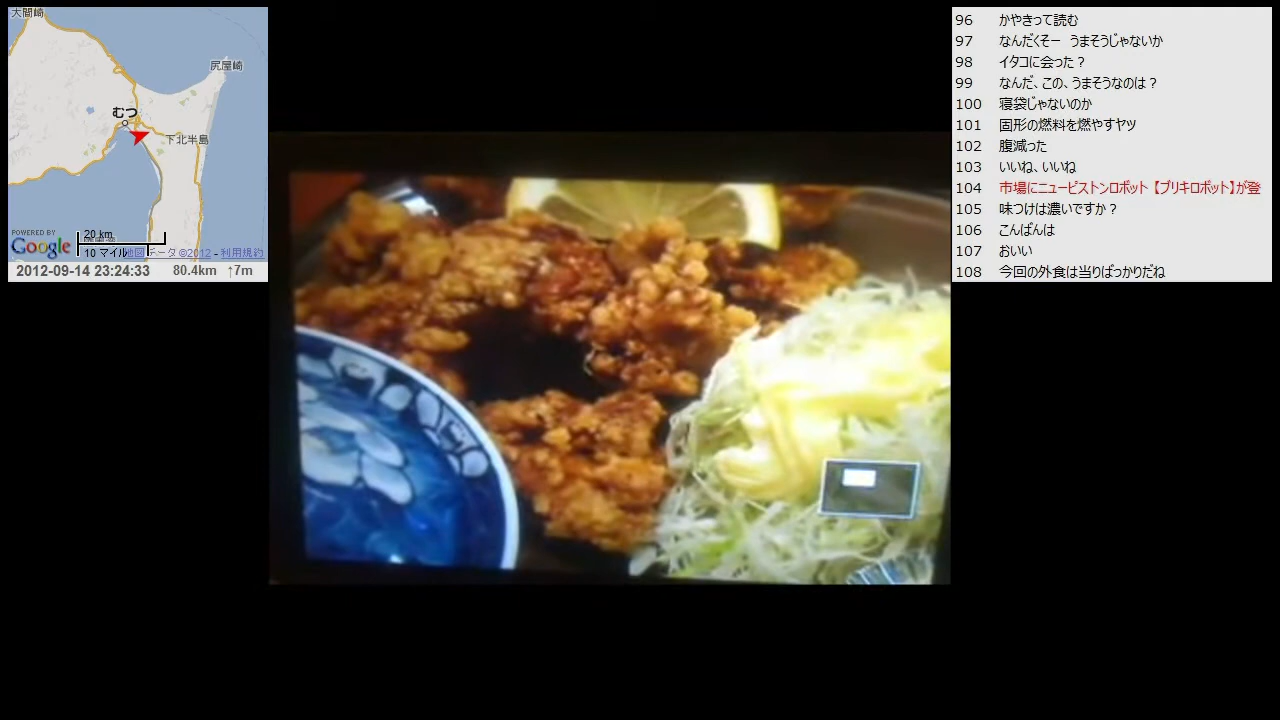 大間崎
尻屋崎
むつ
下北半島
POWERED BY
Google
20 km
10 マイル
地図データ ©2012 - 利用規約
2012-09-14 23:24:33 80.4km ↑7m
96 かやきって読む
97 なんだくそー うまそうじゃないか
98 イタコに会った?
99 なんだ、この、うまそうなのは?
100 寝袋じゃないのか
101 固形の燃料を燃やすヤツ
102 腹減った
103 いいね、いいね
104 市場にニューピストンロボット【ブリキロボット】が登
105 味つけは濃いですか?
106 こんばんは
107 おいい
108 今回の外食は当りばっかりだね